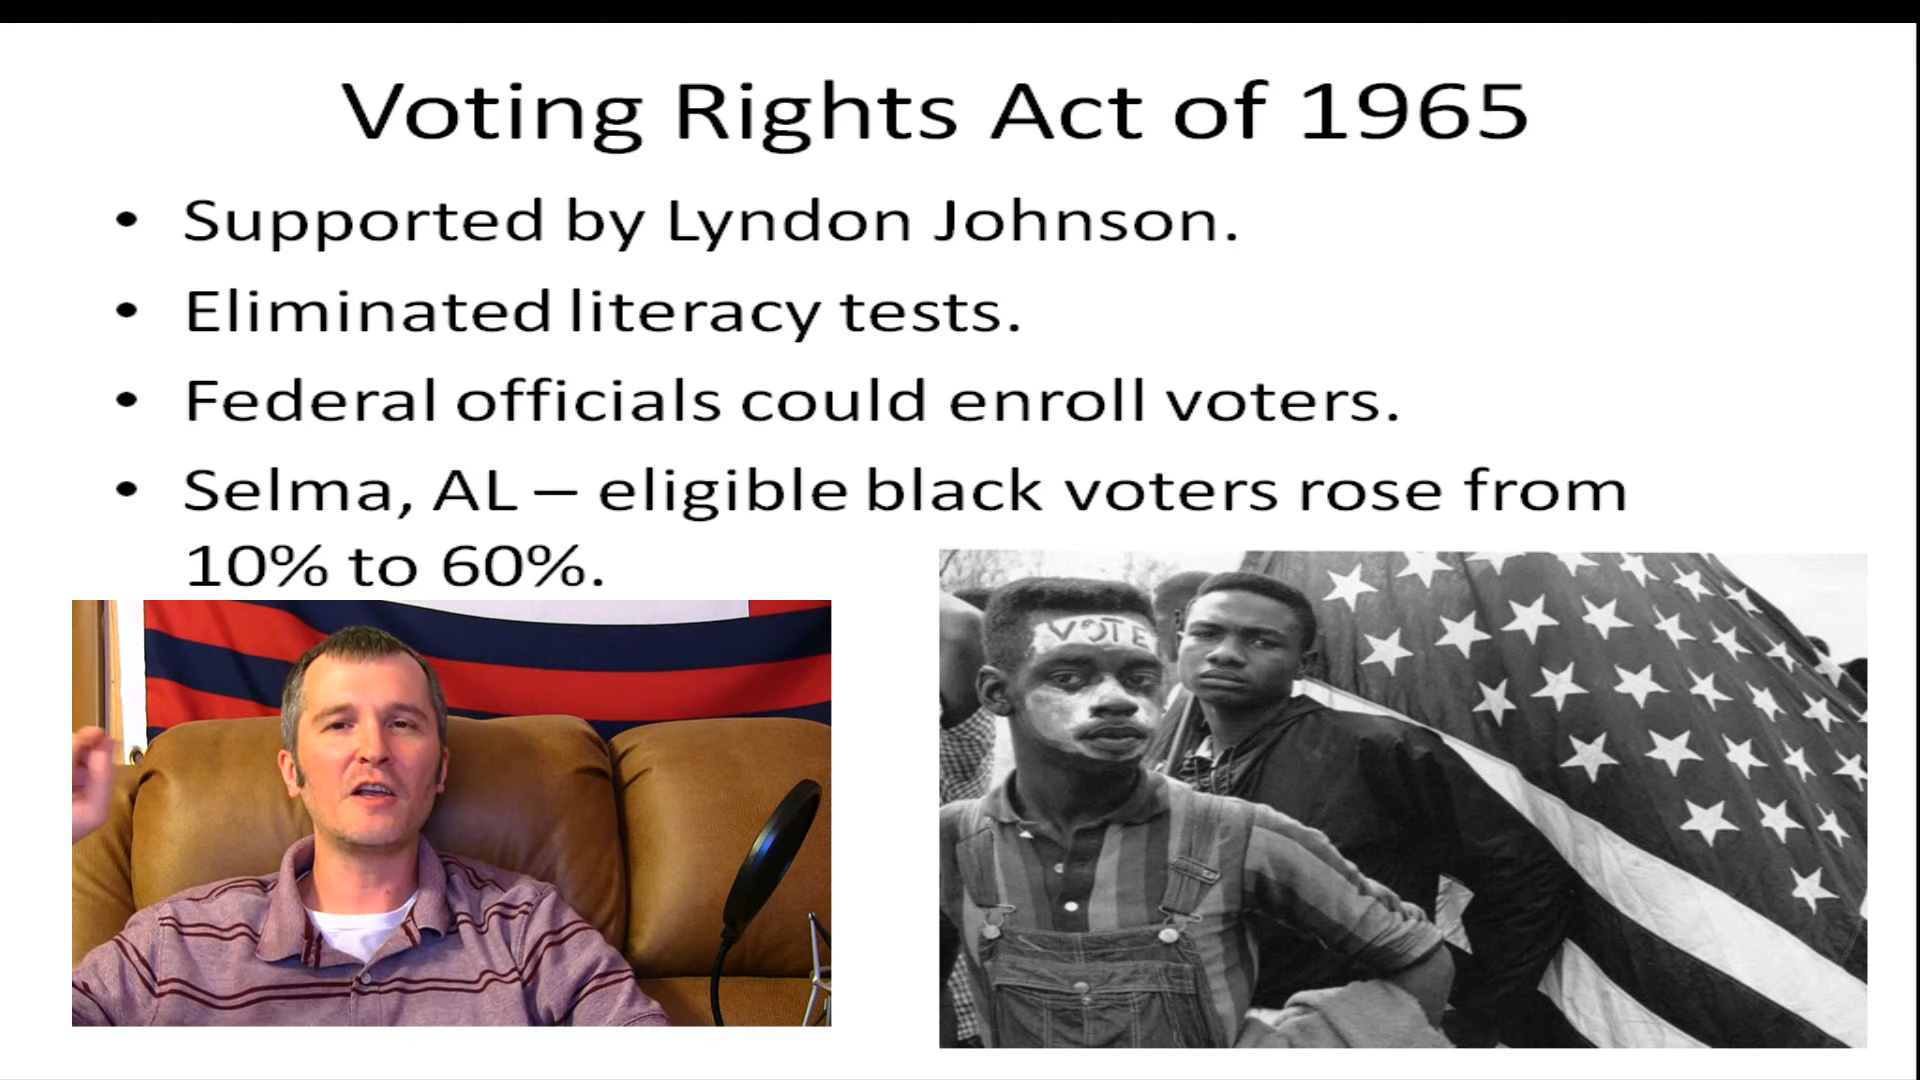 Voting Rights Act of 1965
• Supported by Lyndon Johnson.
• Eliminated literacy tests.
• Federal officials could enroll voters.
• Selma, AL – eligible black voters rose from
10% to 60%.
VOTE